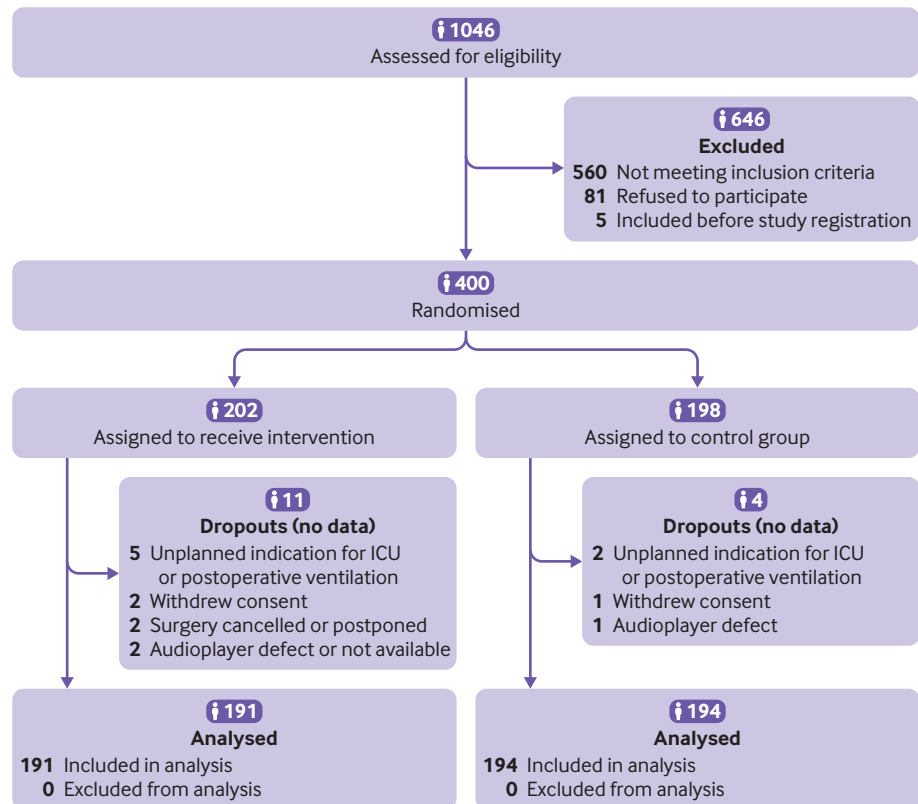 1046
Assessed for eligibility
646
Excluded
560 Not meeting inclusion criteria
81 Refused to participate
5 Included before study registration
400
Randomised
202
Assigned to receive intervention
198
Assigned to control group
11
Dropouts (no data)
5 Unplanned indication for ICU
or postoperative ventilation
2 Withdrew consent
2 Surgery cancelled or postponed
2 Audioplayer defect or not available
4
Dropouts (no data)
2 Unplanned indication for ICU
or postoperative ventilation
1 Withdrew consent
1 Audioplayer defect
191
Analysed
191 Included in analysis
0 Excluded from analysis
194
Analysed
194 Included in analysis
0 Excluded from analysis